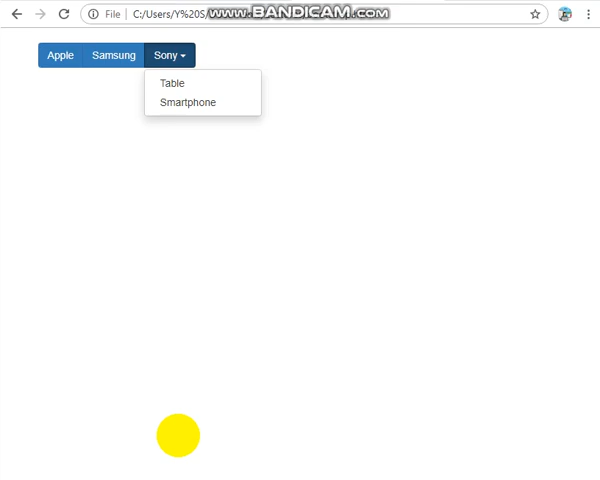 File
C:/Users/Y%20S/
www.BANDICAM.com
Apple Samsung Sony
Table
Smartphone